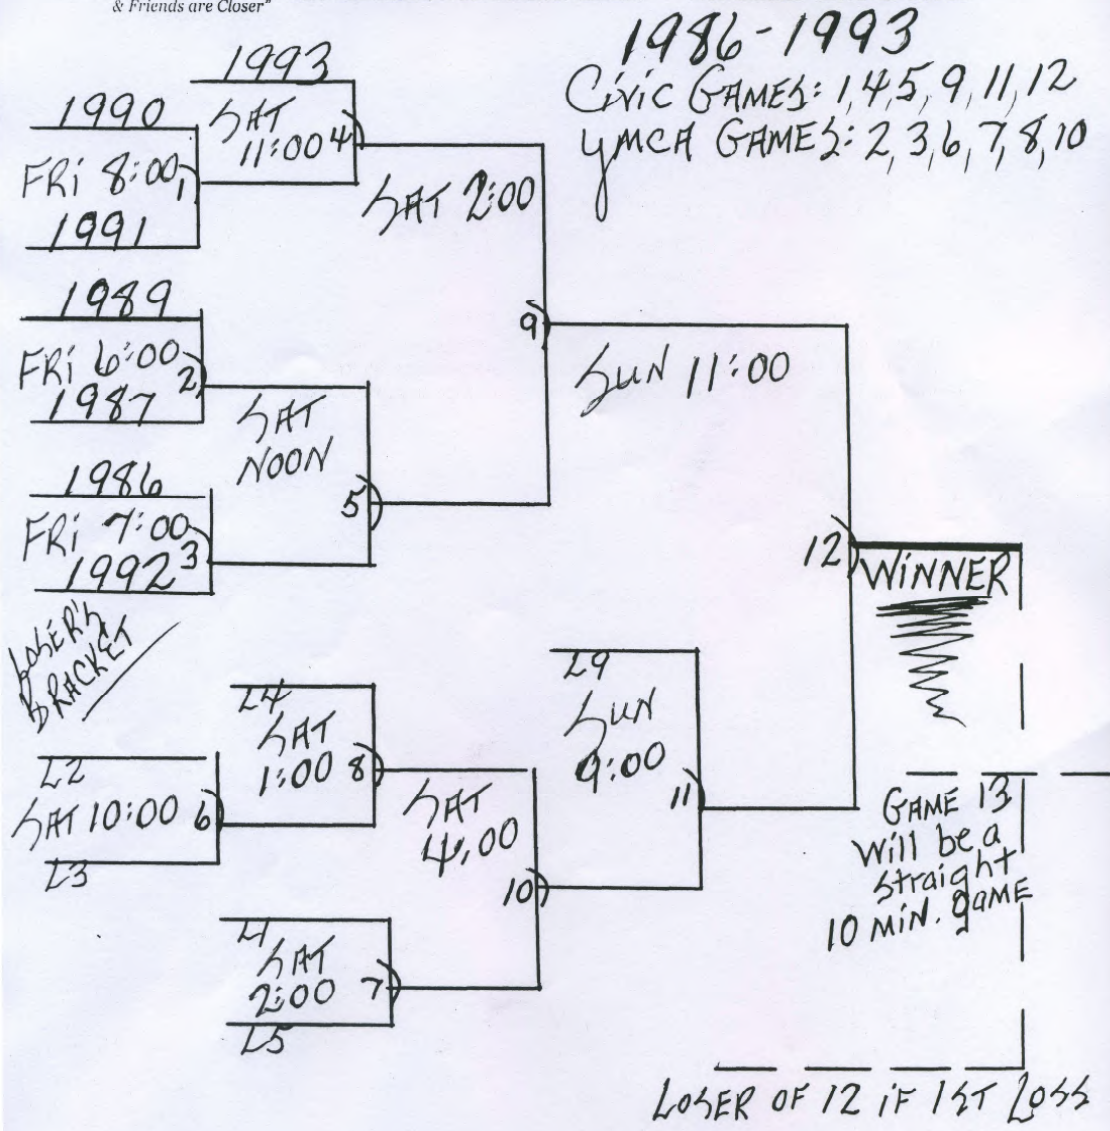 & Friends are Closer"
1986-1993
Civic GAMES: 1, 4, 5, 9, 11, 12
YMCA GAMES: 2, 3, 6, 7, 8, 10
1993
SAT
11:00 4
1990
FRi 8:00 1
1991
SAT 2:00
9
1989
FRi 6:00 2
1987
SAT
NOON
5
1986
FRi 7:00
1992 3
SUN 11:00
12
WiNNER
LOSER'S
BRACKET
L4
SAT
1:00 8
L2
SAT 10:00 6
L3
SAT
4:00
10
L1
SAT
2:00 7
L5
L9
SUN
9:00
11
GAME 13
Will be a
straight
10 MiN. game
LOSER OF 12 iF 1ST LOSS